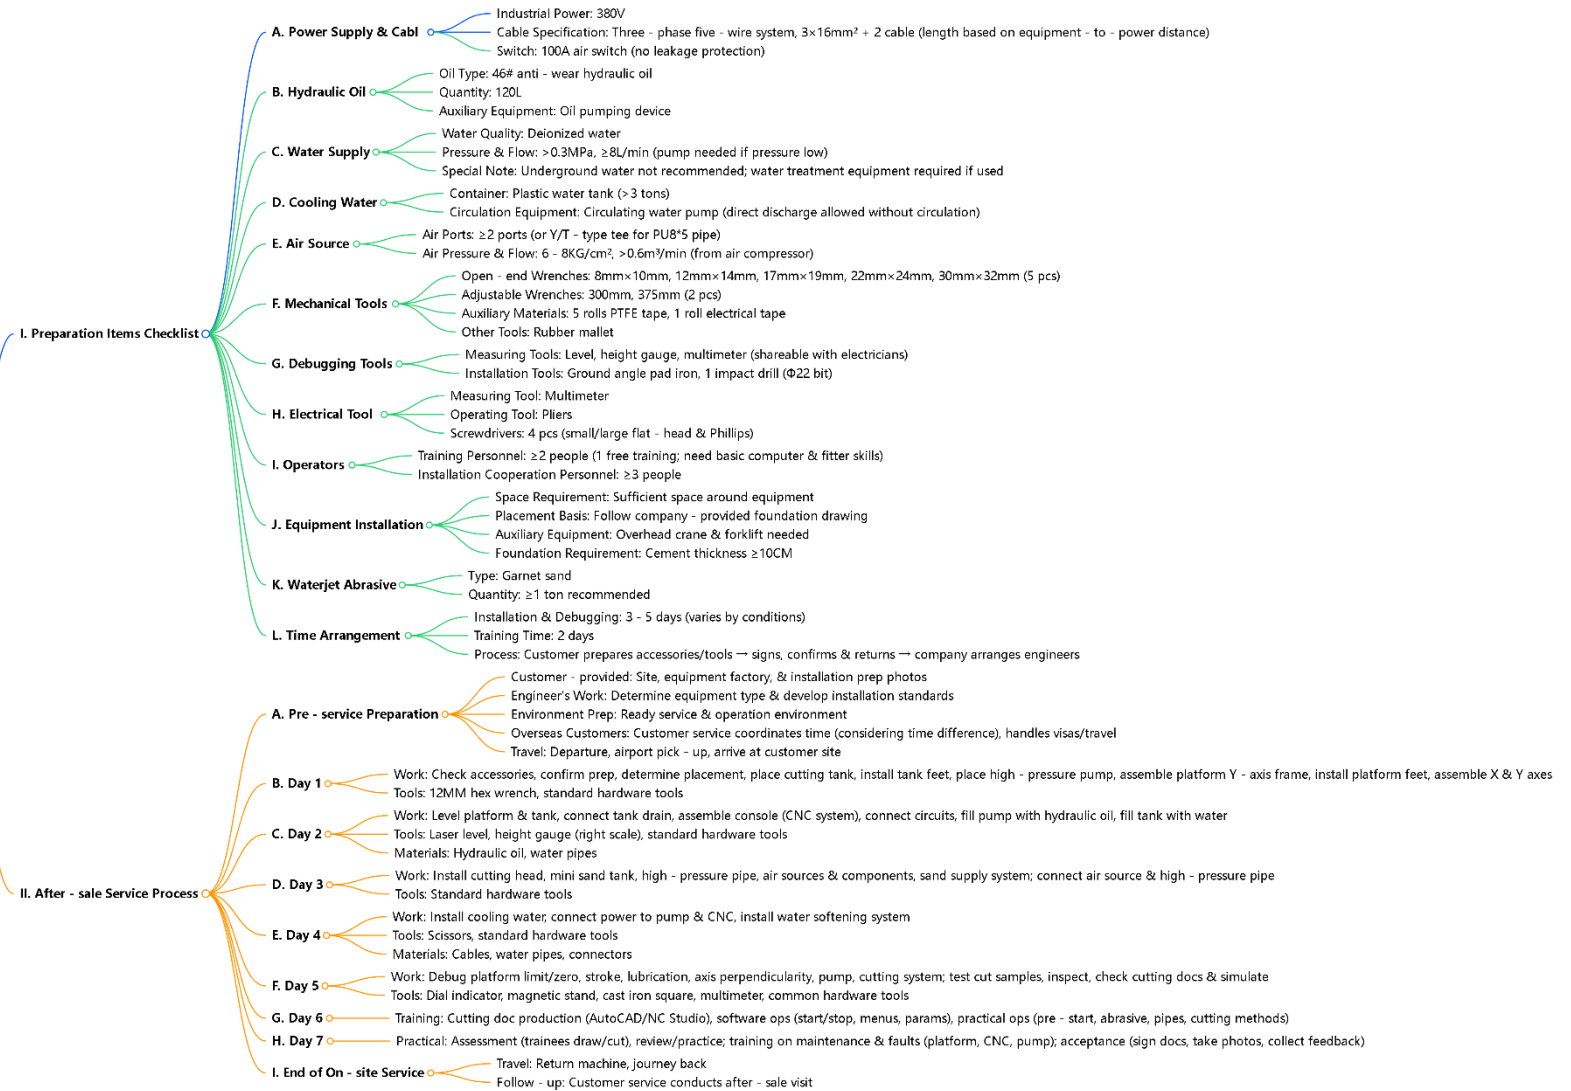 I. Preparation Items Checklist
A. Power Supply & Cabl
Industrial Power: 380V
Cable Specification: Three - phase five - wire system, 3×16mm² + 2 cable (length based on equipment - to - power distance)
Switch: 100A air switch (no leakage protection)
B. Hydraulic Oil
Oil Type: 46# anti - wear hydraulic oil
Quantity: 120L
Auxiliary Equipment: Oil pumping device
C. Water Supply
Water Quality: Deionized water
Pressure & Flow: >0.3MPa, ≥8L/min (pump needed if pressure low)
Special Note: Underground water not recommended; water treatment equipment required if used
D. Cooling Water
Container: Plastic water tank (>3 tons)
Circulation Equipment: Circulating water pump (direct discharge allowed without circulation)
E. Air Source
Air Ports: ≥2 ports (or Y/T - type tee for PU8*5 pipe)
Air Pressure & Flow: 6 - 8KG/cm², >0.6m³/min (from air compressor)
F. Mechanical Tools
Open - end Wrenches: 8mm×10mm, 12mm×14mm, 17mm×19mm, 22mm×24mm, 30mm×32mm (5 pcs)
Adjustable Wrenches: 300mm, 375mm (2 pcs)
Auxiliary Materials: 5 rolls PTFE tape, 1 roll electrical tape
Other Tools: Rubber mallet
G. Debugging Tools
Measuring Tools: Level, height gauge, multimeter (shareable with electricians)
Installation Tools: Ground angle pad iron, 1 impact drill (Φ22 bit)
H. Electrical Tool
Measuring Tool: Multimeter
Operating Tool: Pliers
Screwdrivers: 4 pcs (small/large flat - head & Phillips)
I. Operators
Training Personnel: ≥2 people (1 free training; need basic computer & fitter skills)
Installation Cooperation Personnel: ≥3 people
J. Equipment Installation
Space Requirement: Sufficient space around equipment
Placement Basis: Follow company - provided foundation drawing
Auxiliary Equipment: Overhead crane & forklift needed
Foundation Requirement: Cement thickness ≥10CM
K. Waterjet Abrasive
Type: Garnet sand
Quantity: ≥1 ton recommended
L. Time Arrangement
Installation & Debugging: 3 - 5 days (varies by conditions)
Training Time: 2 days
Process: Customer prepares accessories/tools → signs, confirms & returns → company arranges engineers
II. After - sale Service Process
A. Pre - service Preparation
Customer - provided: Site, equipment factory, & installation prep photos
Engineer's Work: Determine equipment type & develop installation standards
Environment Prep: Ready service & operation environment
Overseas Customers: Customer service coordinates time (considering time difference), handles visas/travel
Travel: Departure, airport pick - up, arrive at customer site
B. Day 1
Work: Check accessories, confirm prep, determine placement, place cutting tank, install tank feet, place high - pressure pump, assemble platform Y - axis frame, install platform feet, assemble X & Y axes
Tools: 12MM hex wrench, standard hardware tools
C. Day 2
Work: Level platform & tank, connect tank drain, assemble console (CNC system), connect circuits, fill pump with hydraulic oil, fill tank with water
Tools: Laser level, height gauge (right scale), standard hardware tools
Materials: Hydraulic oil, water pipes
D. Day 3
Work: Install cutting head, mini sand tank, high - pressure pipe, air sources & components, sand supply system; connect air source & high - pressure pipe
Tools: Standard hardware tools
E. Day 4
Work: Install cooling water, connect power to pump & CNC, install water softening system
Tools: Scissors, standard hardware tools
Materials: Cables, water pipes, connectors
F. Day 5
Work: Debug platform limit/zero, stroke, lubrication, axis perpendicularity, pump, cutting system; test cut samples, inspect, check cutting docs & simulate
Tools: Dial indicator, magnetic stand, cast iron square, multimeter, common hardware tools
G. Day 6
Training: Cutting doc production (AutoCAD/NC Studio), software ops (start/stop, menus, params), practical ops (pre - start, abrasive, pipes, cutting methods)
H. Day 7
Practical: Assessment (trainees draw/cut), review/practice; training on maintenance & faults (platform, CNC, pump); acceptance (sign docs, take photos, collect feedback)
I. End of On - site Service
Travel: Return machine, journey back
Follow - up: Customer service conducts after - sale visit